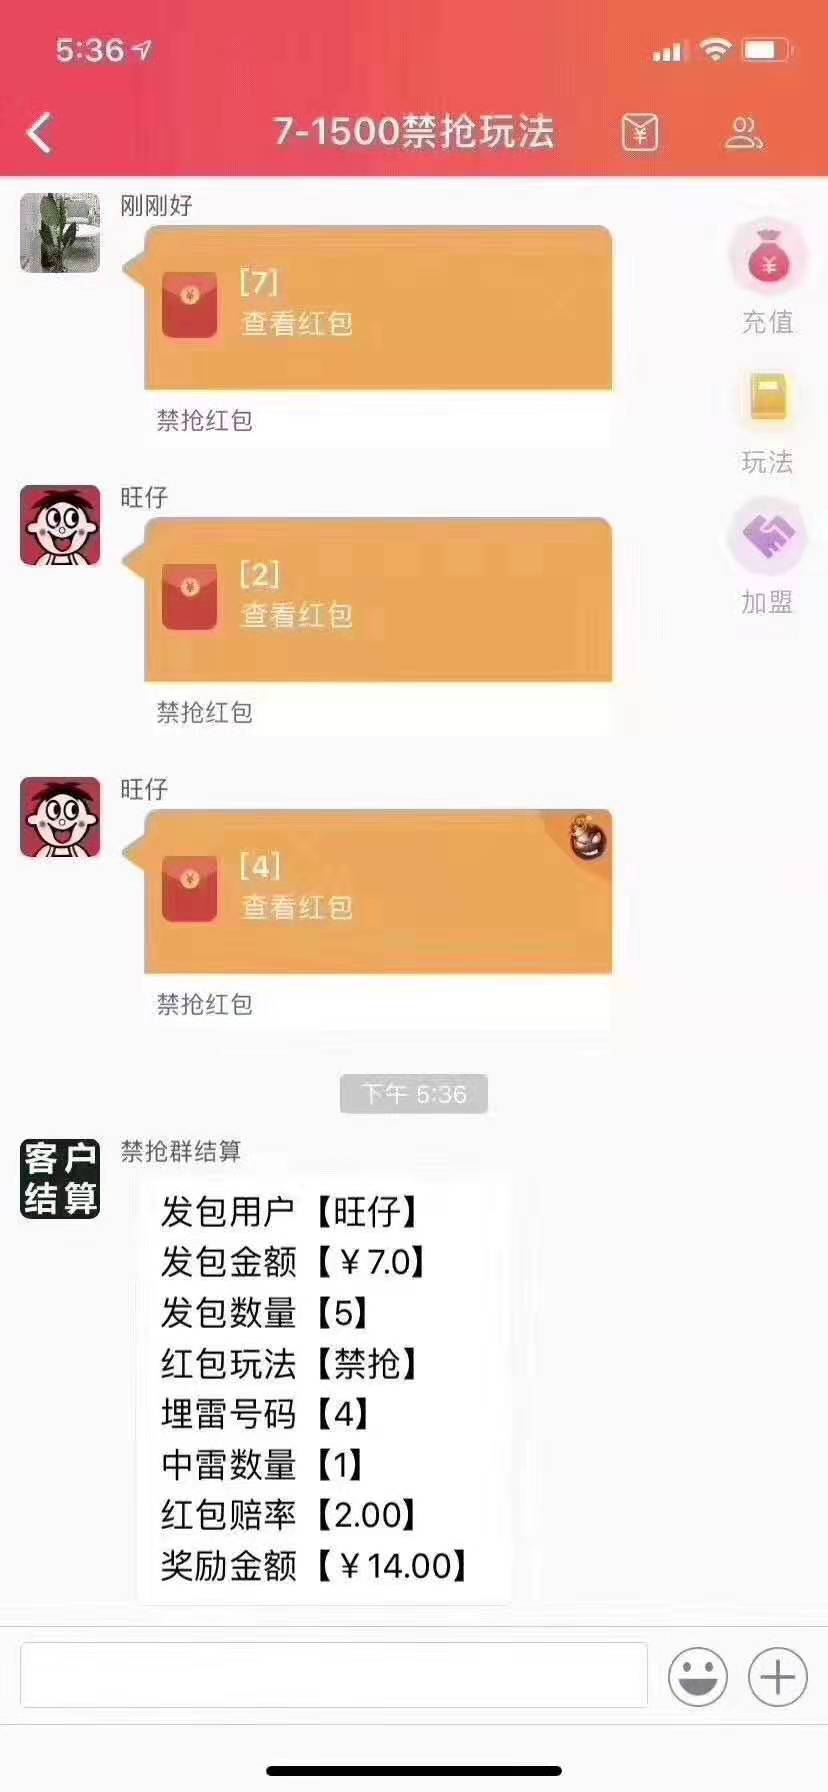 5:36
7-1500禁抢玩法
刚刚好
[7]
查看红包
禁抢红包
充值
玩法
加盟
旺仔
[2]
查看红包
禁抢红包
旺仔
[4]
查看红包
禁抢红包
下午 5:36
客户
结算
禁抢群结算
发包用户【旺仔】
发包金额【￥7.0】
发包数量【5】
红包玩法【禁抢】
埋雷号码【4】
中雷数量【1】
红包赔率【2.00】
奖励金额【￥14.00】